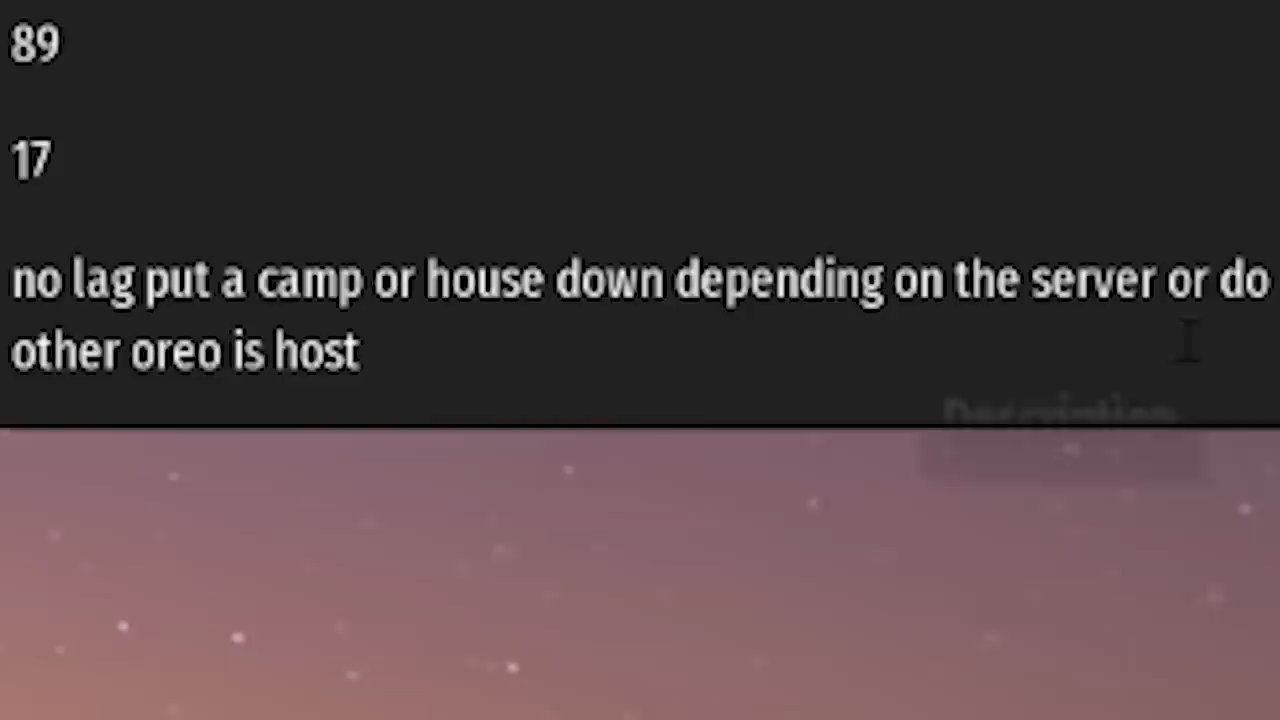 89
17
no lag put a camp or house down depending on the server or do
other oreo is host
Description